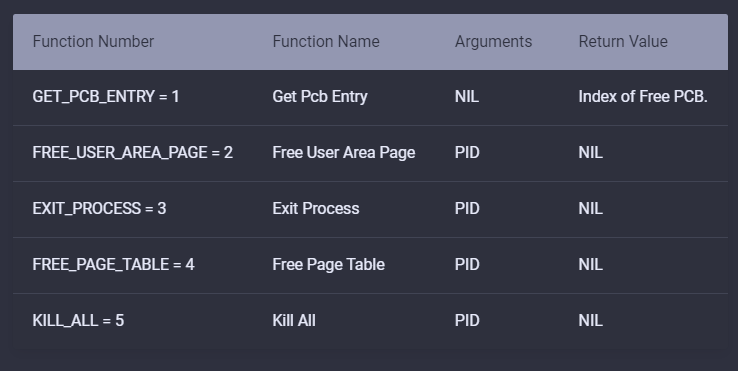 Function Number Function Name Arguments Return Value
GET_PCB_ENTRY = 1 Get Pcb Entry NIL Index of Free PCB.
FREE_USER_AREA_PAGE = 2 Free User Area Page PID NIL
EXIT_PROCESS = 3 Exit Process PID NIL
FREE_PAGE_TABLE = 4 Free Page Table PID NIL
KILL_ALL = 5 Kill All PID NIL